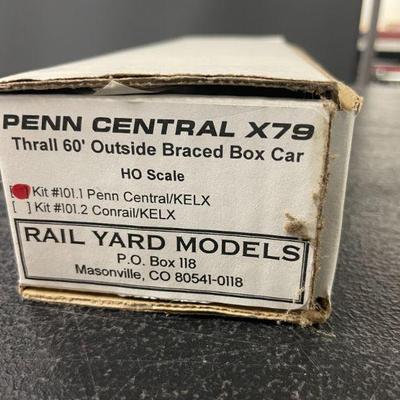 PENN CENTRAL X79
Thrall 60' Outside Braced Box Car
HO Scale
[ ] Kit #101.1 Penn Central/KELX
[ ] Kit #101.2 Conrail/KELX
RAIL YARD MODELS
P.O. Box 118
Masonville, CO 80541-0118